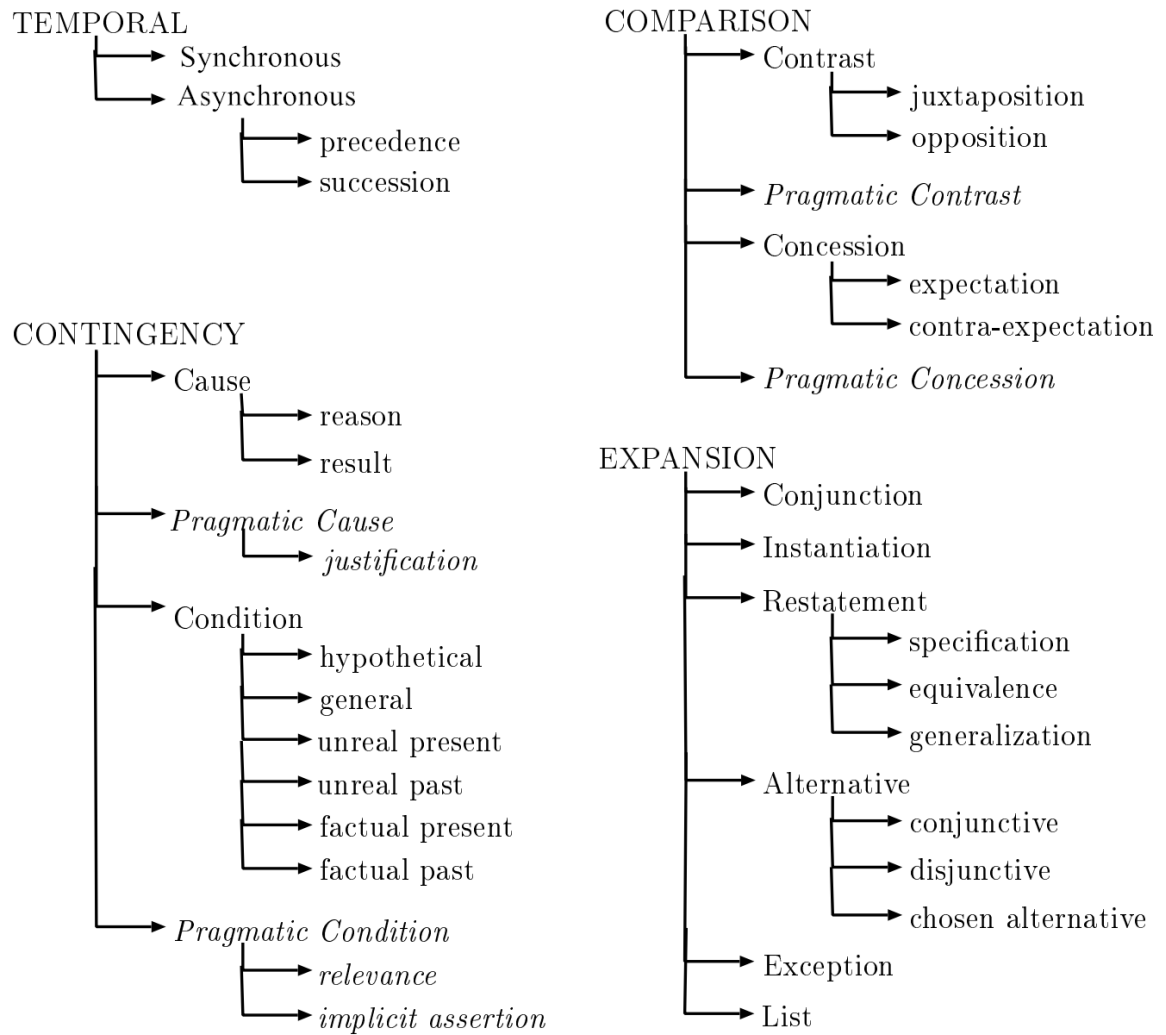 TEMPORAL
Synchronous
Asynchronous
precedence
succession
CONTINGENCY
Cause
reason
result
Pragmatic Cause
justification
Condition
hypothetical
general
unreal present
unreal past
factual present
factual past
Pragmatic Condition
relevance
implicit assertion
COMPARISON
Contrast
juxtaposition
opposition
Pragmatic Contrast
Concession
expectation
contra-expectation
Pragmatic Concession
EXPANSION
Conjunction
Instantiation
Restatement
specification
equivalence
generalization
Alternative
conjunctive
disjunctive
chosen alternative
Exception
List